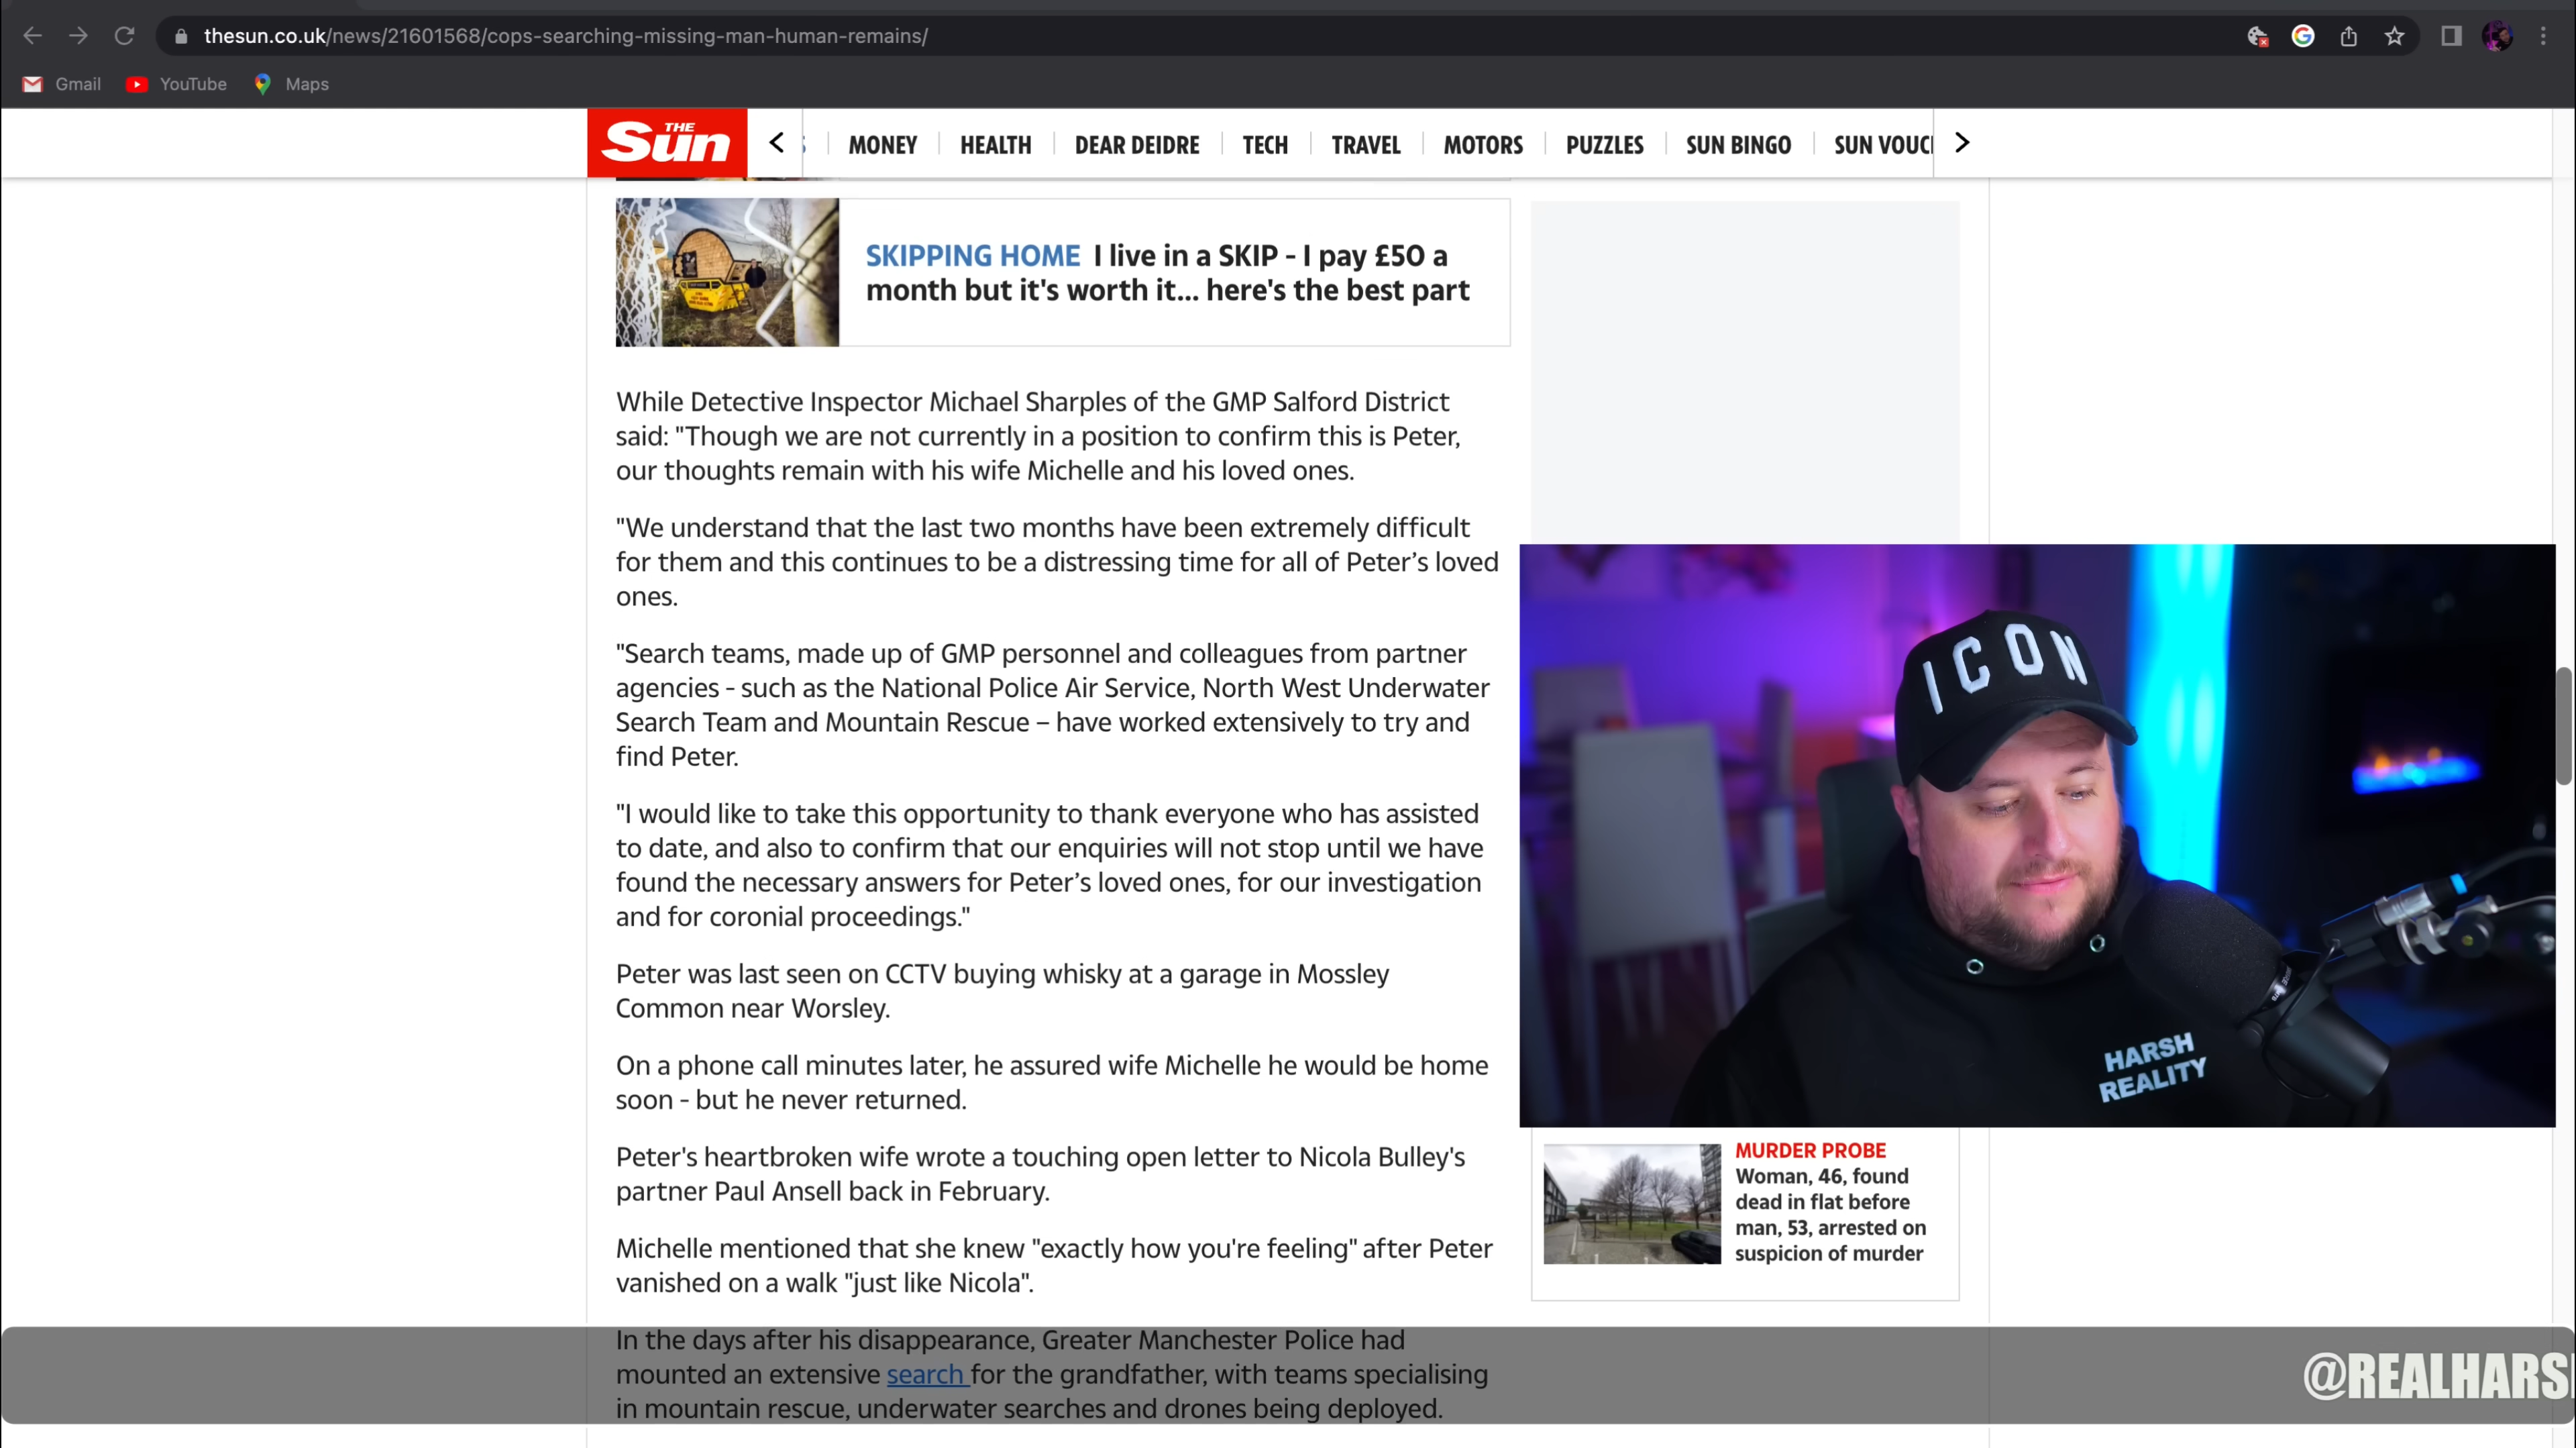 thesun.co.uk/news/21601568/cops-searching-missing-man-human-remains/
Gmail
YouTube
Maps
THE
Sun
MONEY
HEALTH
DEAR DEIDRE
TECH
TRAVEL
MOTORS
PUZZLES
SUN BINGO
SUN VOUC
SKIPPING HOME I live in a SKIP - I pay £50 a
month but it's worth it... here's the best part
While Detective Inspector Michael Sharples of the GMP Salford District
said: "Though we are not currently in a position to confirm this is Peter,
our thoughts remain with his wife Michelle and his loved ones.
"We understand that the last two months have been extremely difficult
for them and this continues to be a distressing time for all of Peter’s loved
ones.
"Search teams, made up of GMP personnel and colleagues from partner
agencies - such as the National Police Air Service, North West Underwater
Search Team and Mountain Rescue – have worked extensively to try and
find Peter.
"I would like to take this opportunity to thank everyone who has assisted
to date, and also to confirm that our enquiries will not stop until we have
found the necessary answers for Peter’s loved ones, for our investigation
and for coronial proceedings."
Peter was last seen on CCTV buying whisky at a garage in Mossley
Common near Worsley.
On a phone call minutes later, he assured wife Michelle he would be home
soon - but he never returned.
Peter's heartbroken wife wrote a touching open letter to Nicola Bulley's
partner Paul Ansell back in February.
Michelle mentioned that she knew "exactly how you're feeling" after Peter
vanished on a walk "just like Nicola".
In the days after his disappearance, Greater Manchester Police had
mounted an extensive search for the grandfather, with teams specialising
in mountain rescue, underwater searches and drones being deployed.
ICON
HARSH
REALITY
MURDER PROBE
Woman, 46, found
dead in flat before
man, 53, arrested on
suspicion of murder
@REALHARS